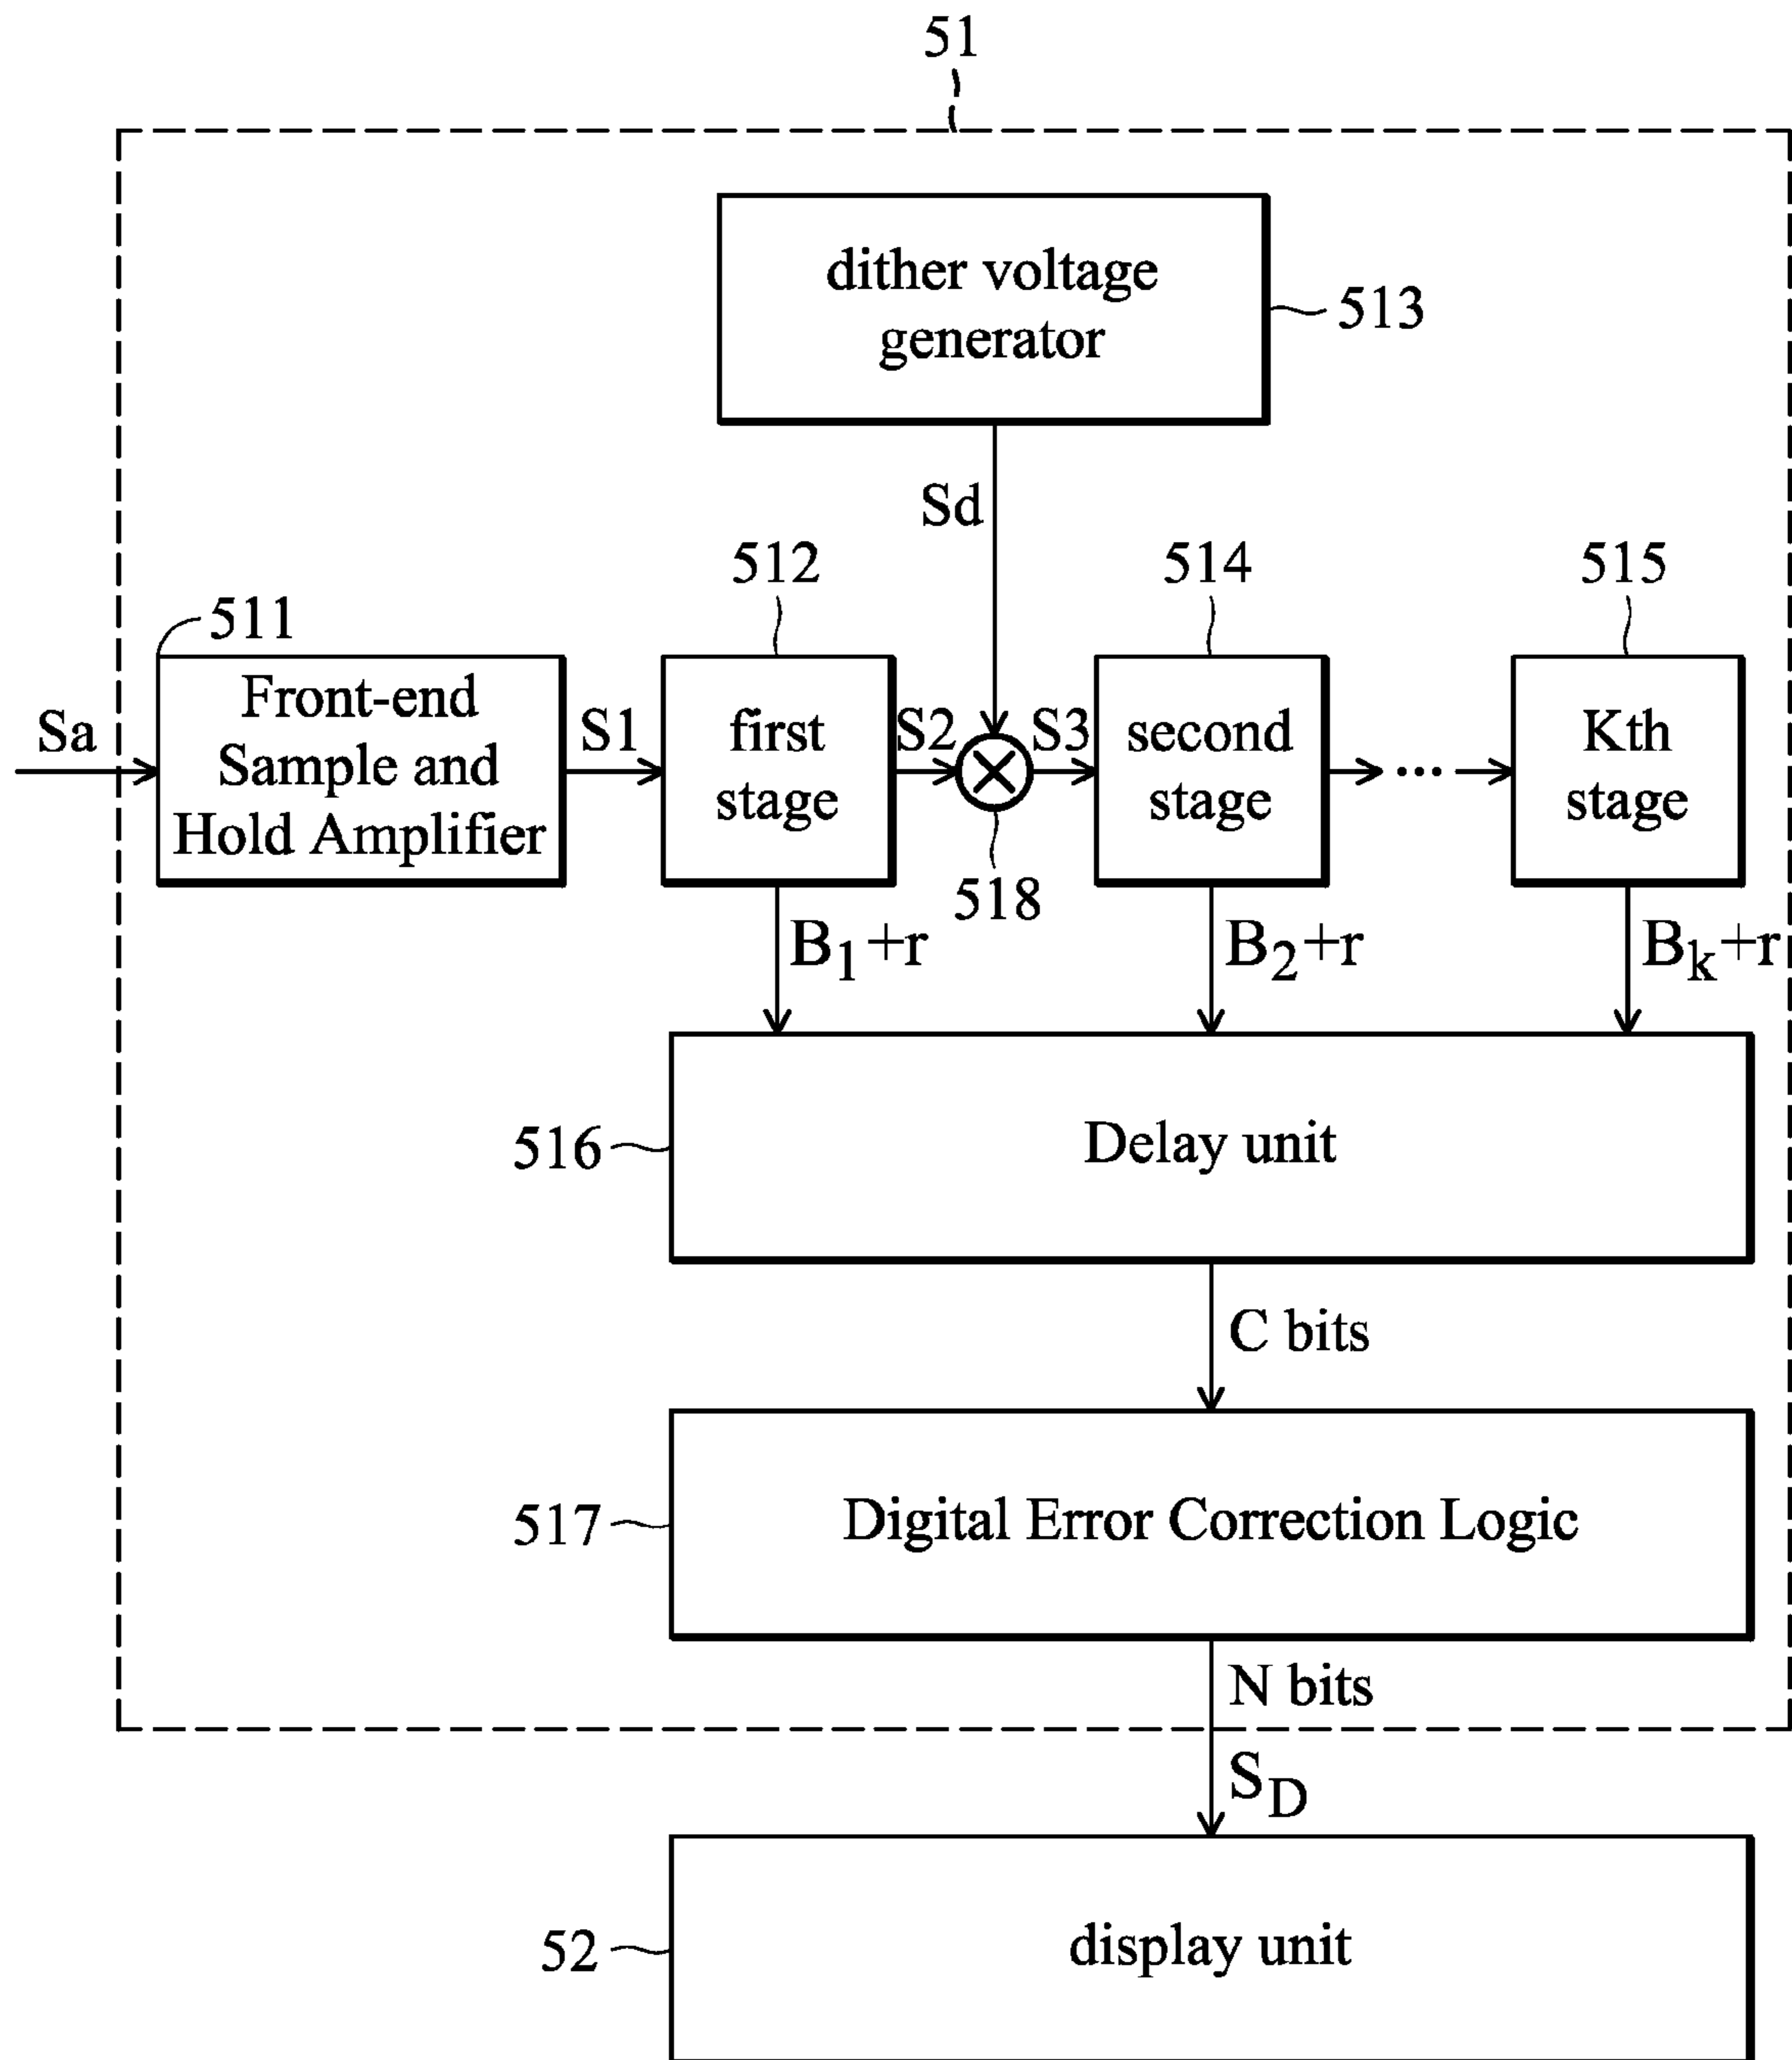 51
dither voltage
generator
513
Sd
512
514
515
511
Sa
Front-end
Sample and
Hold Amplifier
S1
first
stage
S2
S3
second
stage
...
Kth
stage
518
B1+r
B2+r
Bk+r
516
Delay unit
C bits
517
Digital Error Correction Logic
N bits
SD
52
display unit